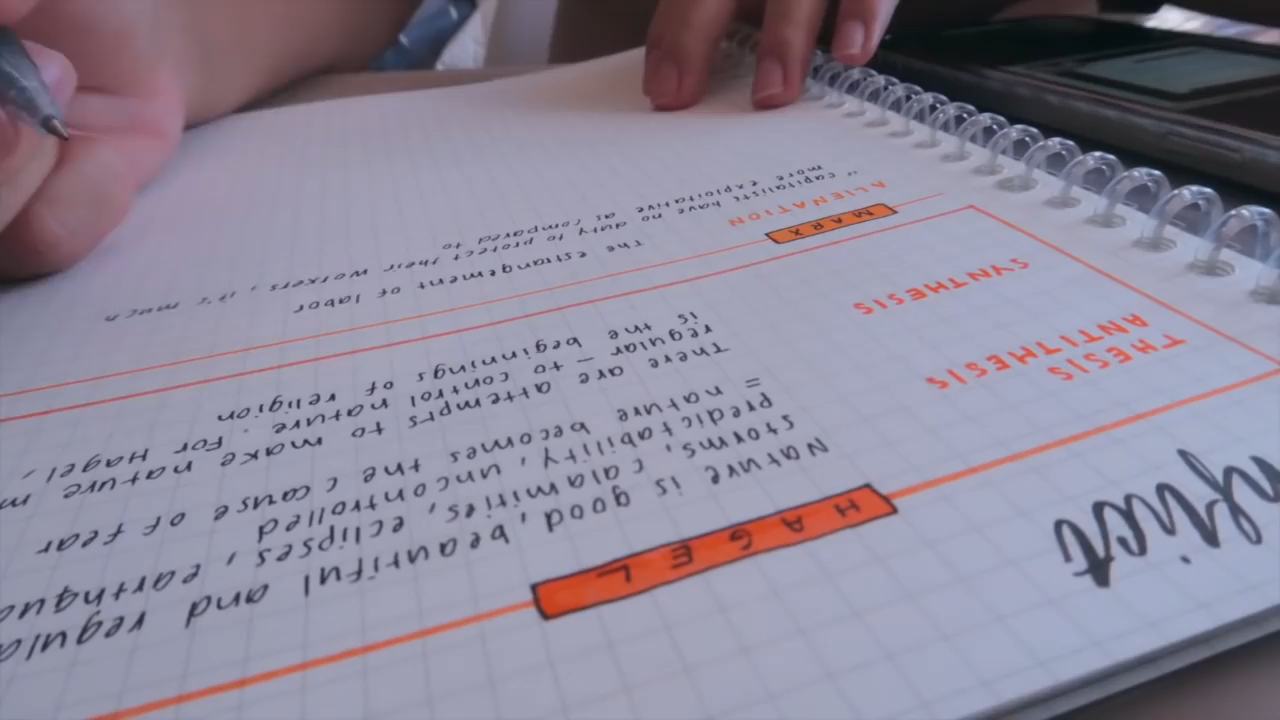 flict
HAGEL
THESIS
ANTITHESIS
SYNTHESIS
Nature is good, beautiful and regula
storms, calamities, eclipses, earthqua
predictability, uncontrolled
= nature becomes the cause of fear
There are attempts to make nature m
regular - to control nature. For Hagel,
is the beginnings of religion
MARX
ALIENATION
The estrangement of labor
" capitalists have no duty to protect their workers, it's much
more exploitative as compared to